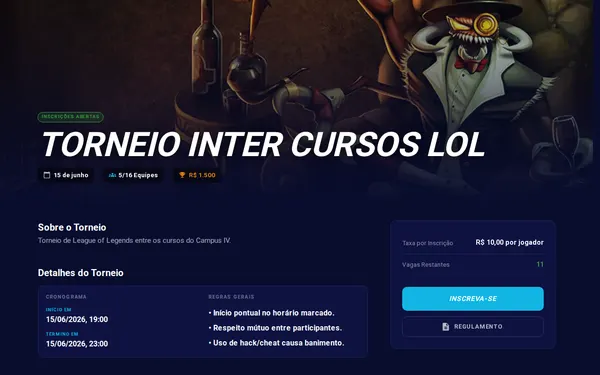 INSCRIÇÕES ABERTAS
TORNEIO INTER CURSOS LOL
15 de junho
5/16 Equipes
R$ 1.500
Sobre o Torneio
Torneio de League of Legends entre os cursos do Campus IV.
Detalhes do Torneio
CRONOGRAMA
INÍCIO EM
15/06/2026, 19:00
TÉRMINO EM
15/06/2026, 23:00
REGRAS GERAIS
• Início pontual no horário marcado.
• Respeito mútuo entre participantes.
• Uso de hack/cheat causa banimento.
Taxa por Inscrição
R$ 10,00 por jogador
Vagas Restantes
11
INSCREVA-SE
REGULAMENTO